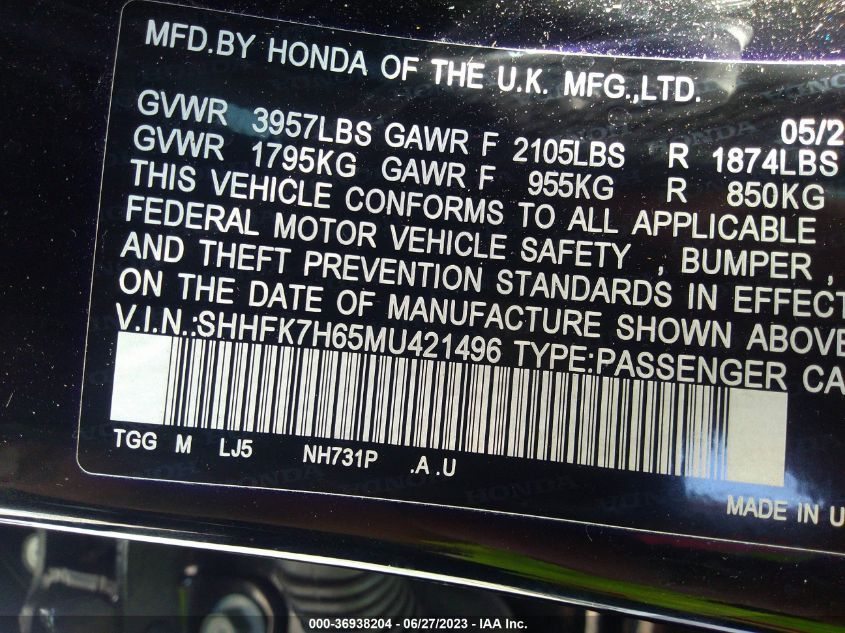 MFD.BY HONDA OF THE U.K. MFG.,LTD.
05/2
GVWR 3957LBS GAWR F 2105LBS R 1874LBS
GVWR 1795KG GAWR F 955KG R 850KG
THIS VEHICLE CONFORMS TO ALL APPLICABLE
FEDERAL MOTOR VEHICLE SAFETY , BUMPER ,
AND THEFT PREVENTION STANDARDS IN EFFECT
ON THE DATE OF MANUFACTURE SHOWN ABOVE
V.I.N.:SHHFK7H65MU421496 TYPE:PASSENGER CA
TGG M LJ5 NH731P .A .U
MADE IN U
000-36938204 / 06/27/2023 - IAA Inc.